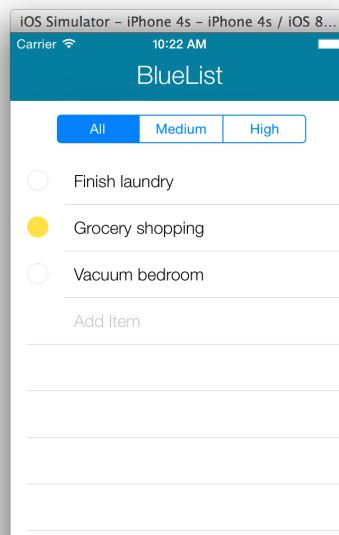 iOS Simulator – iPhone 4s – iPhone 4s / iOS 8...
Carrier 10:22 AM
BlueList
All Medium High
Finish laundry
Grocery shopping
Vacuum bedroom
Add Item